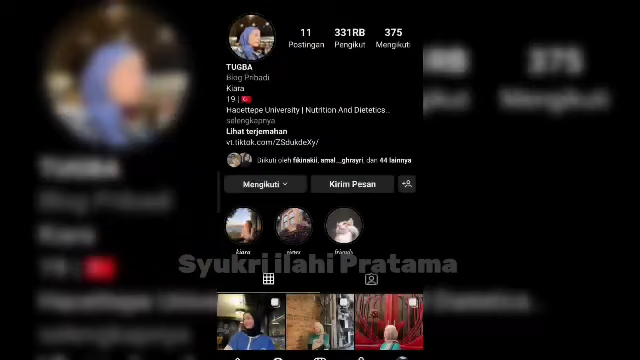 11 331RB 375
Postingan Pengikut Mengikuti
TUGBA
Blog Pribadi
Kiara
19 | 🇹🇷
Hacettepe University | Nutrition And Dietetics..
selengkapnya
Lihat terjemahan
vt.tiktok.com/ZSdukdeXy/
Diikuti oleh fikinakii, amal._.ghrayri, dan 44 lainnya
Mengikuti Kirim Pesan
kiara views friends
Syukri ilahi Pratama